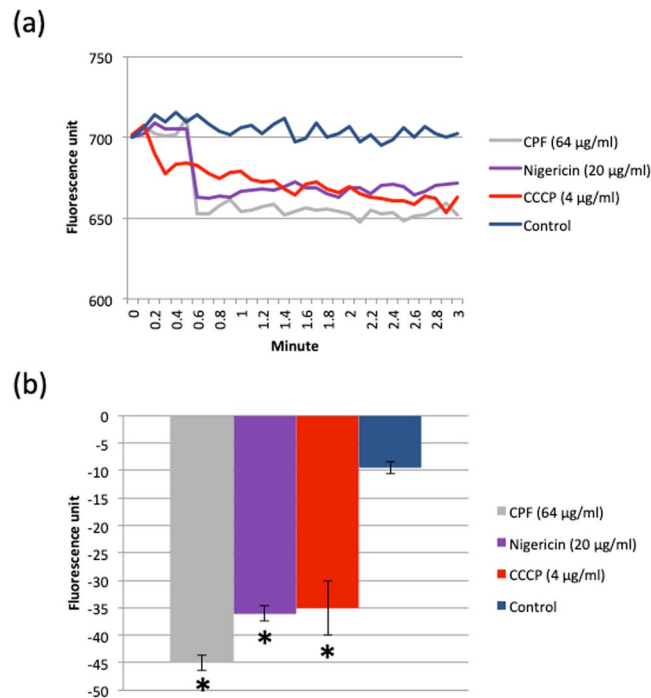 (a)
750
700
650
600
Fluorescence unit
0 0.2 0.4 0.6 0.8 1 1.2 1.4 1.6 1.8 2 2.2 2.4 2.6 2.8 3
Minute
CPF (64 µg/ml)
Nigericin (20 µg/ml)
CCCP (4 µg/ml)
Control
(b)
0
-5
-10
-15
-20
-25
-30
-35
-40
-45
-50
Fluorescence unit
*
*
*
CPF (64 µg/ml)
Nigericin (20 µg/ml)
CCCP (4 µg/ml)
Control